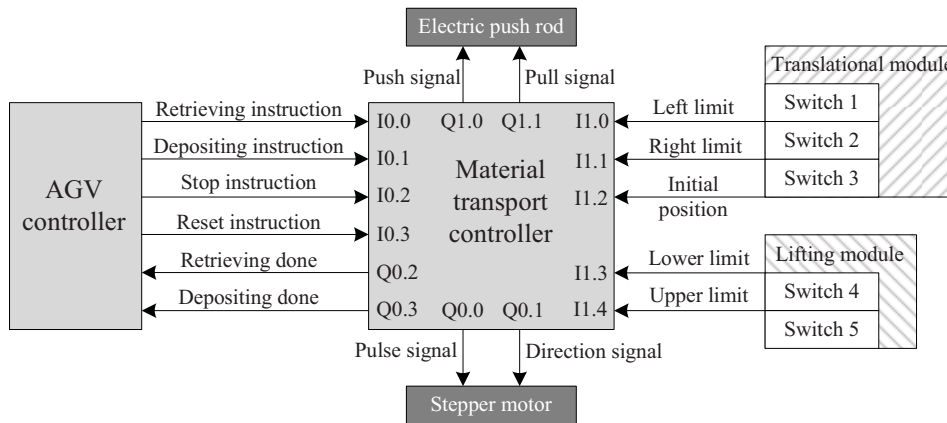 Electric push rod
Push signal
Pull signal
Translational module
Retrieving instruction
I0.0
Q1.0
Q1.1
I1.0
Left limit
Switch 1
Depositing instruction
I0.1
I1.1
Right limit
Switch 2
AGV
controller
Stop instruction
I0.2
Material
transport
controller
I1.2
Initial
position
Switch 3
Reset instruction
I0.3
Retrieving done
Q0.2
I1.3
Lower limit
Lifting module
Switch 4
Depositing done
Q0.3
Q0.0
Q0.1
I1.4
Upper limit
Switch 5
Pulse signal
Direction signal
Stepper motor